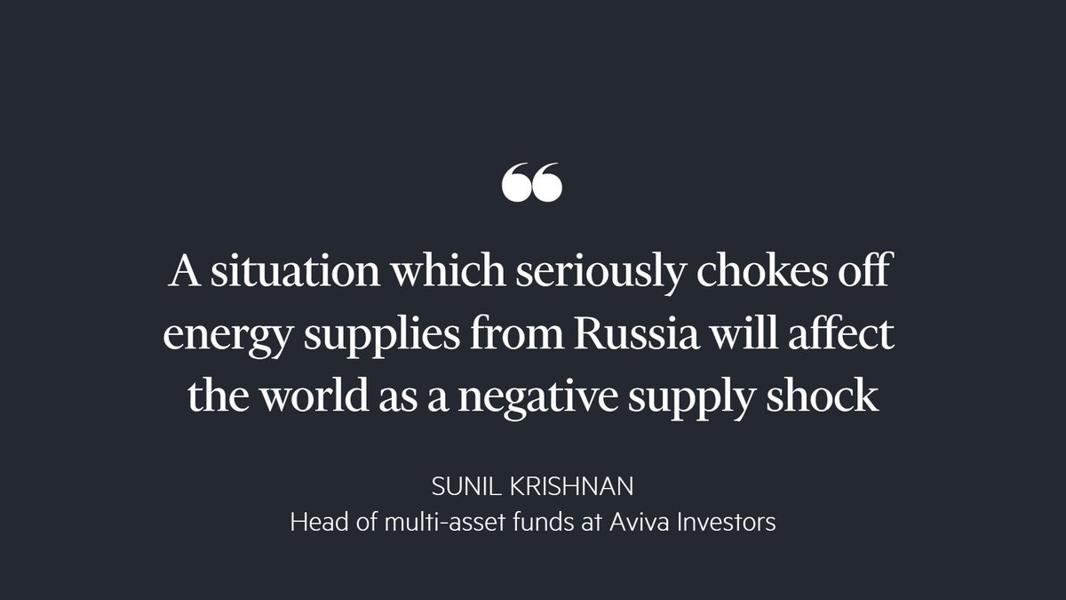 ❝
A situation which seriously chokes off
energy supplies from Russia will affect
the world as a negative supply shock
SUNIL KRISHNAN
Head of multi-asset funds at Aviva Investors